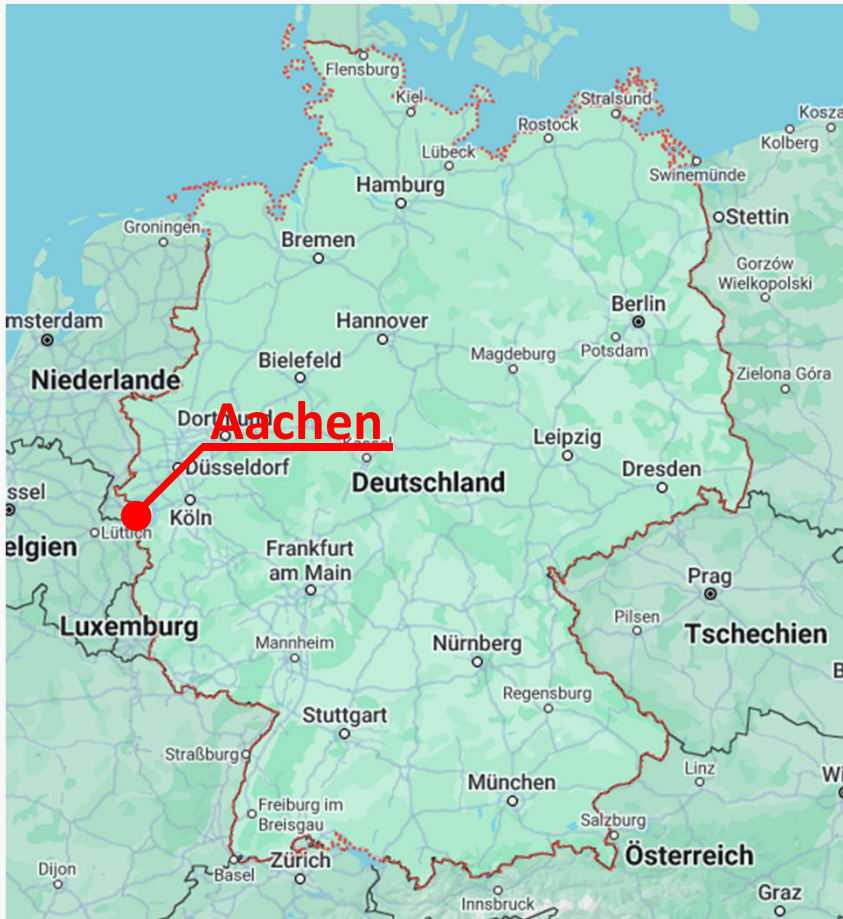 Flensburg
Kiel
Stralsund
Rostock
Kosza
Kolberg
Lübeck
Swinemünde
Hamburg
Stettin
Groningen
Bremen
Gorzów
Wielkopolski
Berlin
msterdam
Hannover
Potsdam
Magdeburg
Bielefeld
Zielona Góra
Niederlande
Dortmund
Aachen
Kassel
Leipzig
Düsseldorf
Dresden
Deutschland
ssel
Köln
Lüttich
elgien
Frankfurt
am Main
Prag
Pilsen
Luxemburg
Tschechien
Mannheim
Nürnberg
B
Regensburg
Stuttgart
Straßburg
Linz
Wi
München
Freiburg im
Breisgau
Salzburg
Zürich
Österreich
Basel
Dijon
Innsbruck
Graz